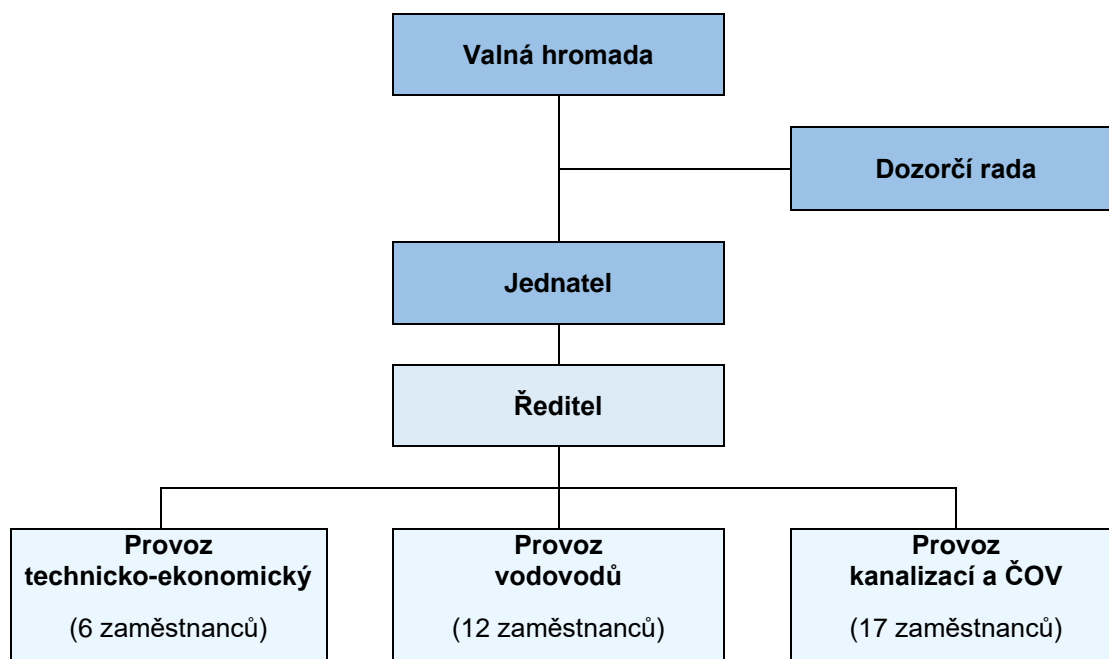 Valná hromada
Dozorčí rada
Jednatel
Ředitel
Provoz
technicko-ekonomický
(6 zaměstnanců)
Provoz
vodovodů
(12 zaměstnanců)
Provoz
kanalizací a ČOV
(17 zaměstnanců)